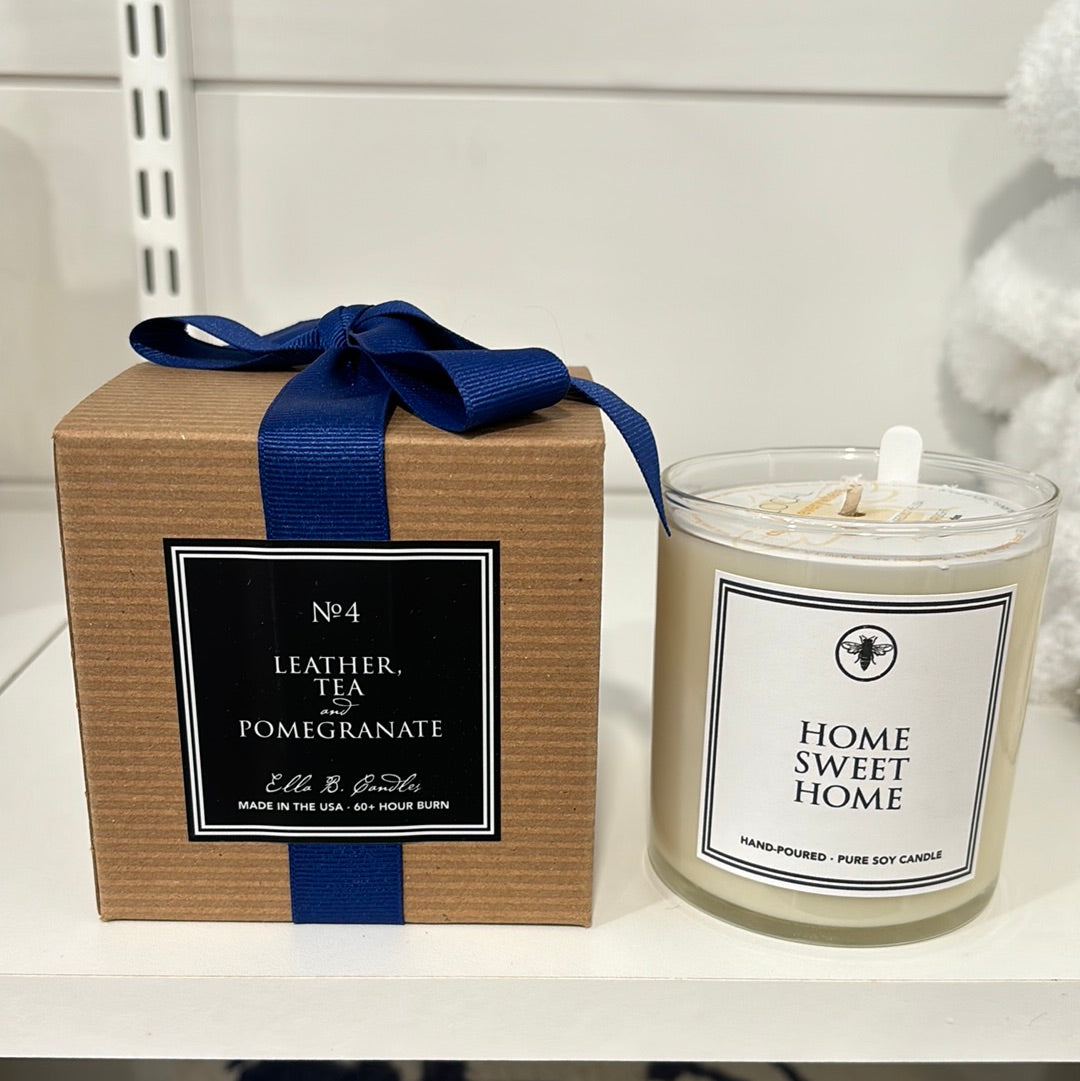 №4
LEATHER,
TEA
and
POMEGRANATE
Ella B. Candles
MADE IN THE USA · 60+ HOUR BURN
HOME
SWEET
HOME
HAND-POURED · PURE SOY CANDLE